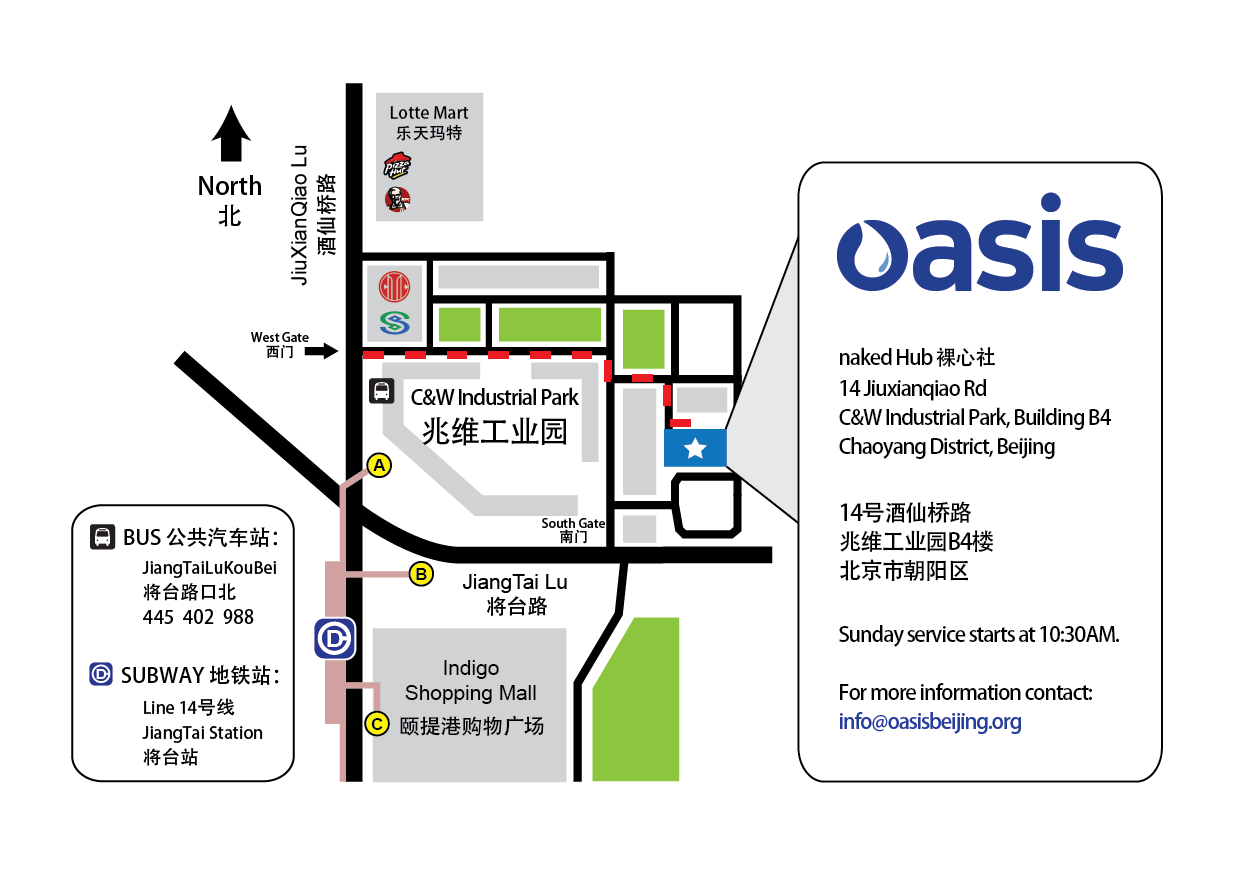 Lotte Mart
乐天玛特
Pizza Hut
North
北
JiuXianQiao Lu
酒仙桥路
West Gate
西门
C&W Industrial Park
兆维工业园
A
South Gate
南门
B
JiangTai Lu
将台路
Indigo
Shopping Mall
颐提港购物广场
C
BUS 公共汽车站:
JiangTaiLuKouBei
将台路口北
445 402 988
SUBWAY 地铁站:
Line 14号线
JiangTai Station
将台站
oasis
naked Hub 裸心社
14 Jiuxianqiao Rd
C&W Industrial Park, Building B4
Chaoyang District, Beijing
14号酒仙桥路
兆维工业园B4楼
北京市朝阳区
Sunday service starts at 10:30AM.
For more information contact:
info@oasisbeijing.org